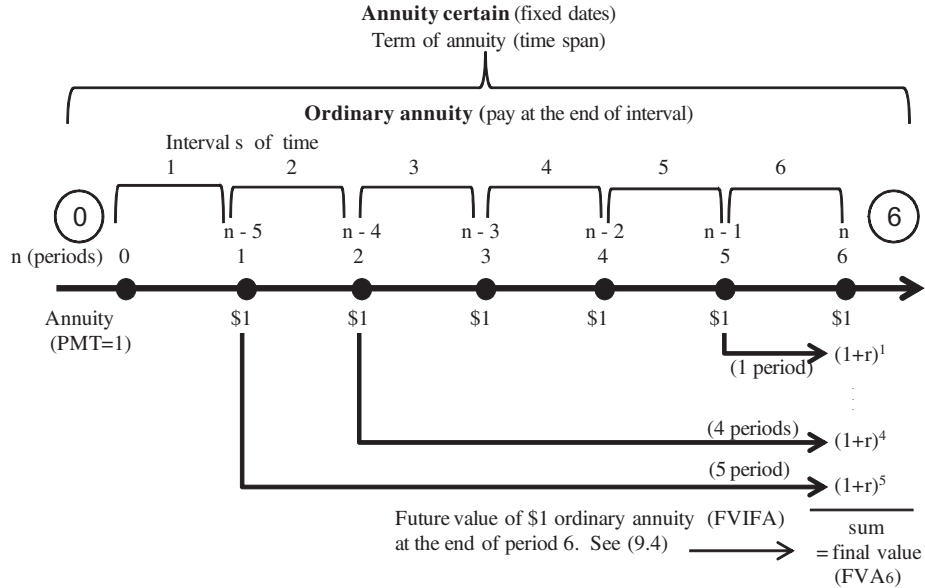 Annuity certain (fixed dates)
Term of annuity (time span)
Ordinary annuity (pay at the end of interval)
Interval s of time
1 2 3 4 5 6
0 6
n - 5 n - 4 n - 3 n - 2 n - 1 n
n (periods) 0 1 2 3 4 5 6
Annuity $1 $1 $1 $1 $1 $1
(PMT=1)
(1 period) (1+r)¹
(4 periods) (1+r)⁴
(5 period) (1+r)⁵
Future value of $1 ordinary annuity (FVIFA)
at the end of period 6. See (9.4)
sum
= final value
(FVA₆)